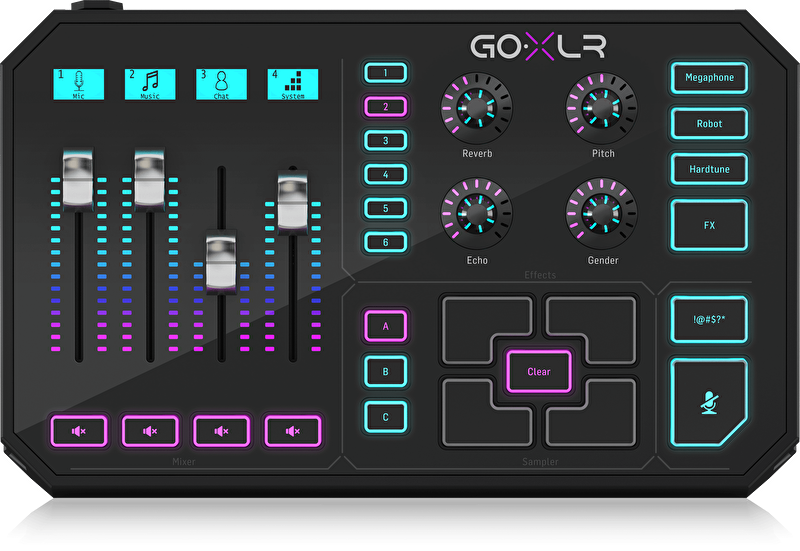 GO·XLR
1
Mic
2
Music
3
Chat
4
System
1
2
3
4
5
6
Reverb
Pitch
Echo
Gender
Effects
Megaphone
Robot
Hardtune
FX
A
B
C
Clear
!@#$?*
Mixer
Sampler